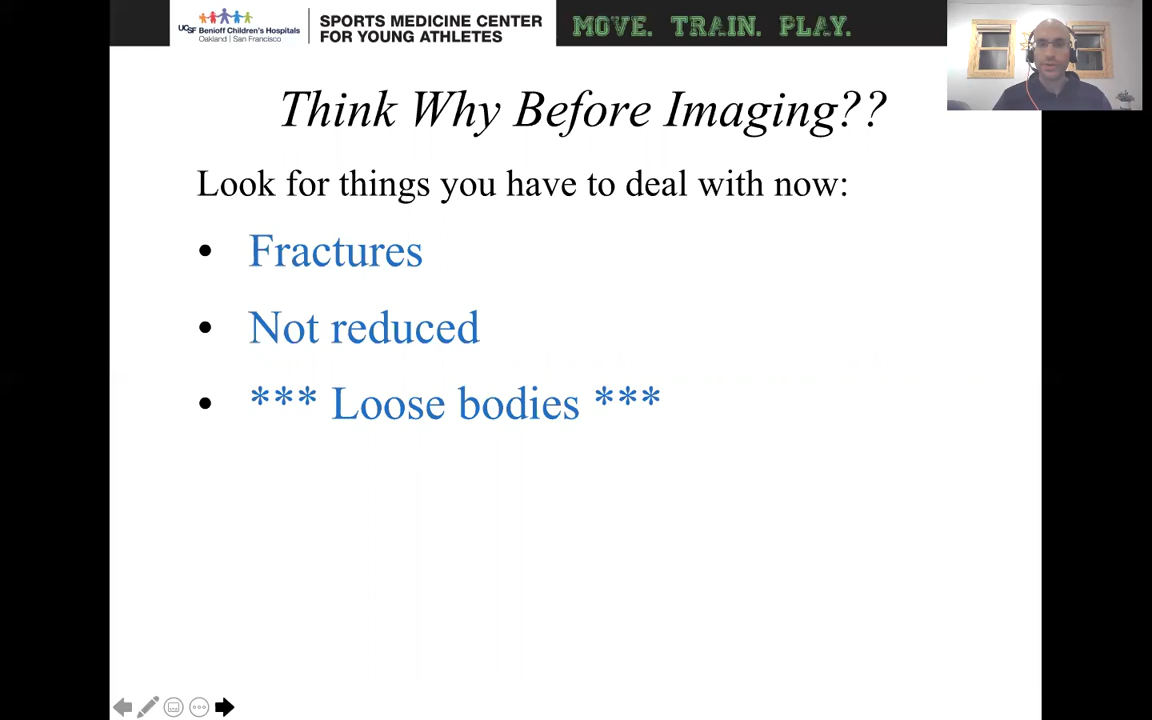 UCSF Benioff Children's Hospitals
Oakland | San Francisco
SPORTS MEDICINE CENTER
FOR YOUNG ATHLETES
MOVE. TRAIN. PLAY.
Think Why Before Imaging??
Look for things you have to deal with now:
• Fractures
• Not reduced
• *** Loose bodies ***